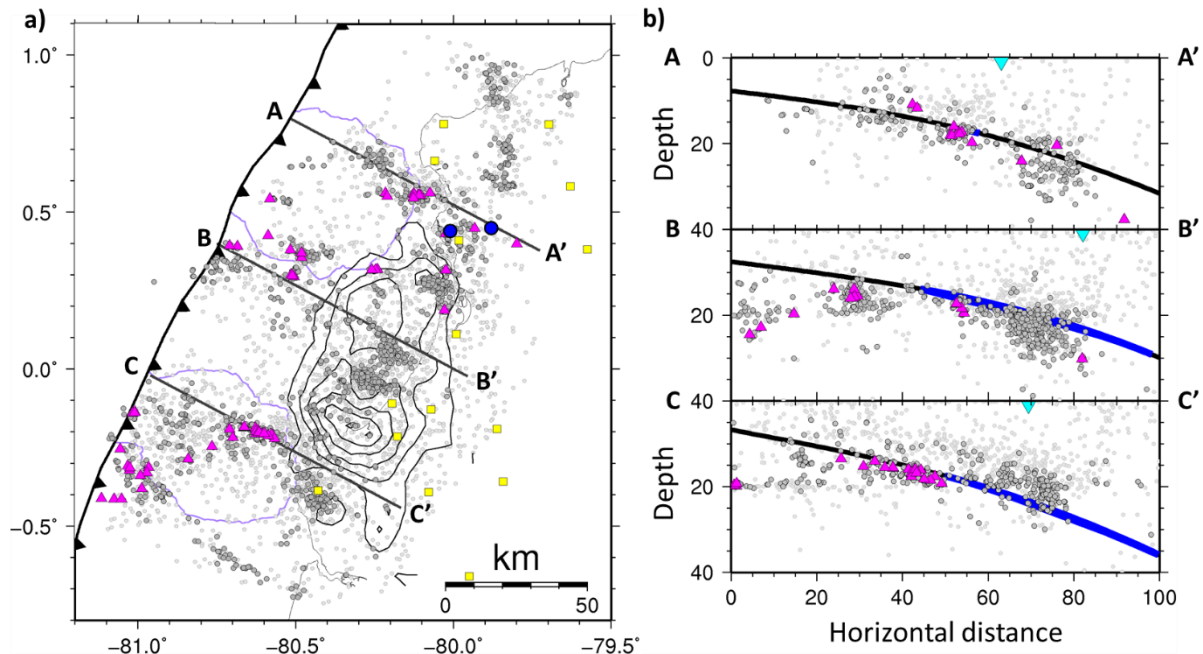 a)
1.0°
0.5°
0.0°
−0.5°
−81.0°
−80.5°
−80.0°
−79.5°
A
A'
B
B'
C
C'
km
0
50
b)
A
A'
Depth
0
20
40
B
B'
Depth
20
40
C
C'
Depth
20
40
0
20
40
60
80
100
Horizontal distance